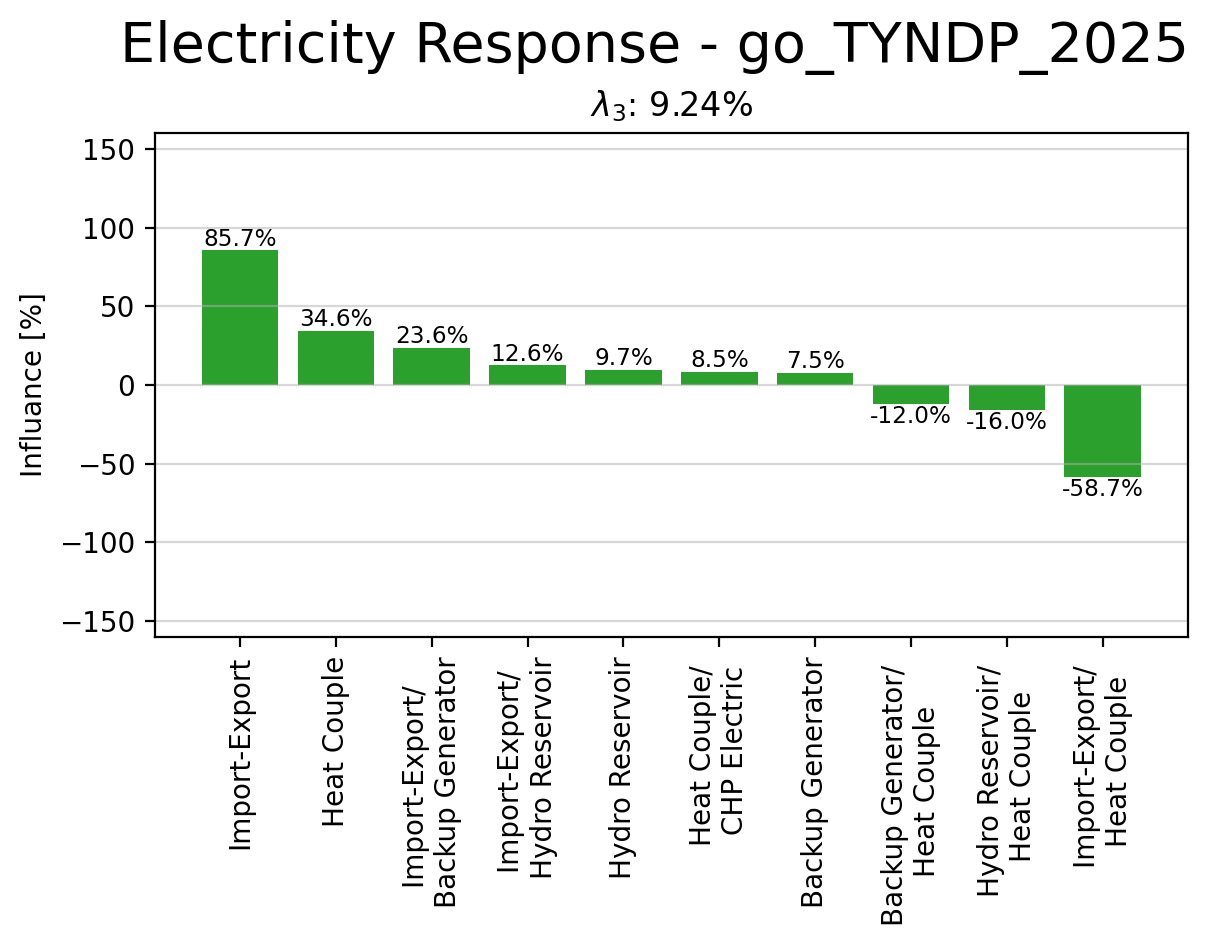 Electricity Response - go_TYNDP_2025
λ3: 9.24%
150
100
50
0
−50
−100
−150
Influance [%]
85.7%
34.6%
23.6%
12.6%
9.7%
8.5%
7.5%
-12.0%
-16.0%
-58.7%
Import-Export
Heat Couple
Import-Export/
Backup Generator
Import-Export/
Hydro Reservoir
Hydro Reservoir
Heat Couple/
CHP Electric
Backup Generator
Backup Generator/
Heat Couple
Hydro Reservoir/
Heat Couple
Import-Export/
Heat Couple